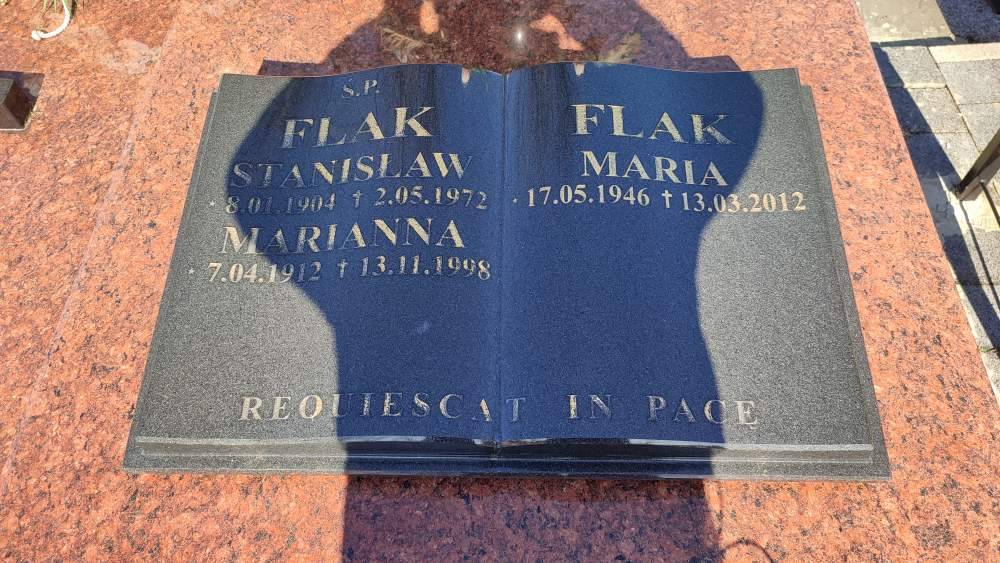 Ś.P.
FLAK
STANISŁAW
* 8.01.1904 † 2.05.1972
MARIANNA
* 7.04.1912 † 13.11.1998
FLAK
MARIA
* 17.05.1946 † 13.03.2012
REQUIESCAT IN PACE